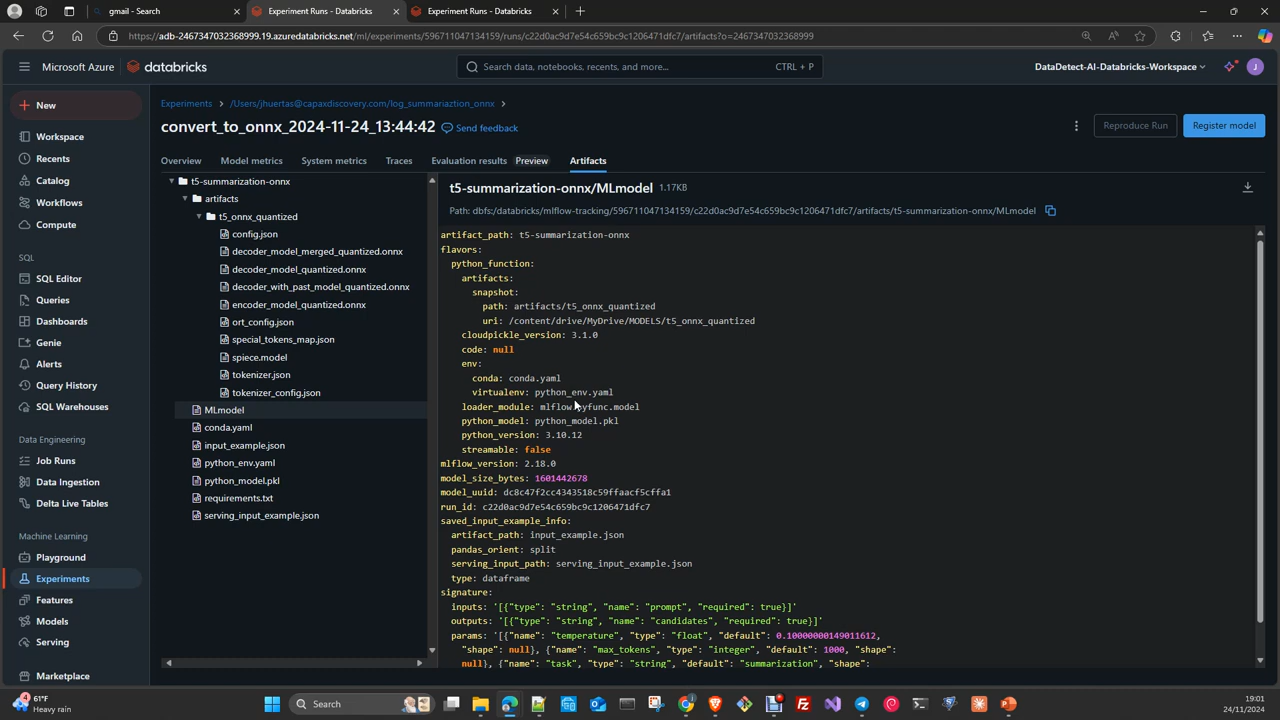 gmail - Search
Experiment Runs - Databricks
Experiment Runs - Databricks
https://adb-2467347032368999.19.azuredatabricks.net/ml/experiments/596711047134159/runs/c22d0ac9d7e54c659bc9c1206471dfc7/artifacts?o=2467347032368999
Microsoft Azure
databricks
Search data, notebooks, recents, and more...
CTRL + P
DataDetect-AI-Databricks-Workspace
J
New
Workspace
Recents
Catalog
Workflows
Compute
SQL
SQL Editor
Queries
Dashboards
Genie
Alerts
Query History
SQL Warehouses
Data Engineering
Job Runs
Data Ingestion
Delta Live Tables
Machine Learning
Playground
Experiments
Features
Models
Serving
Marketplace
Experiments
/Users/jhuertas@capaxdiscovery.com/log_summariaztion_onnx
convert_to_onnx_2024-11-24_13:44:42
Send feedback
Reproduce Run
Register model
Overview
Model metrics
System metrics
Traces
Evaluation results
Preview
Artifacts
t5-summarization-onnx
artifacts
t5_onnx_quantized
config.json
decoder_model_merged_quantized.onnx
decoder_model_quantized.onnx
decoder_with_past_model_quantized.onnx
encoder_model_quantized.onnx
ort_config.json
special_tokens_map.json
spiece.model
tokenizer.json
tokenizer_config.json
MLmodel
conda.yaml
input_example.json
python_env.yaml
python_model.pkl
requirements.txt
serving_input_example.json
t5-summarization-onnx/MLmodel 1.17KB
Path: dbfs:/databricks/mlflow-tracking/596711047134159/c22d0ac9d7e54c659bc9c1206471dfc7/artifacts/t5-summarization-onnx/MLmodel
artifact_path: t5-summarization-onnx
flavors:
python_function:
artifacts:
snapshot:
path: artifacts/t5_onnx_quantized
uri: /content/drive/MyDrive/MODELS/t5_onnx_quantized
cloudpickle_version: 3.1.0
code: null
env:
conda: conda.yaml
virtualenv: python_env.yaml
loader_module: mlflow.pyfunc.model
python_model: python_model.pkl
python_version: 3.10.12
streamable: false
mlflow_version: 2.18.0
model_size_bytes: 1601442678
model_uuid: dc8c47f2cc4343518c59ffaacf5cffa1
run_id: c22d0ac9d7e54c659bc9c1206471dfc7
saved_input_example_info:
artifact_path: input_example.json
pandas_orient: split
serving_input_path: serving_input_example.json
type: dataframe
signature:
inputs: '[{"type": "string", "name": "prompt", "required": true}]'
outputs: '[{"type": "string", "name": "candidates", "required": true}]'
params: '[{"name": "temperature", "type": "float", "default": 0.10000000149011612,
"shape": null}, {"name": "max_tokens", "type": "integer", "default": 1000, "shape":
null}, {"name": "task", "type": "string", "default": "summarization", "shape":
4
61°F
Heavy rain
Search
19:01
24/11/2024